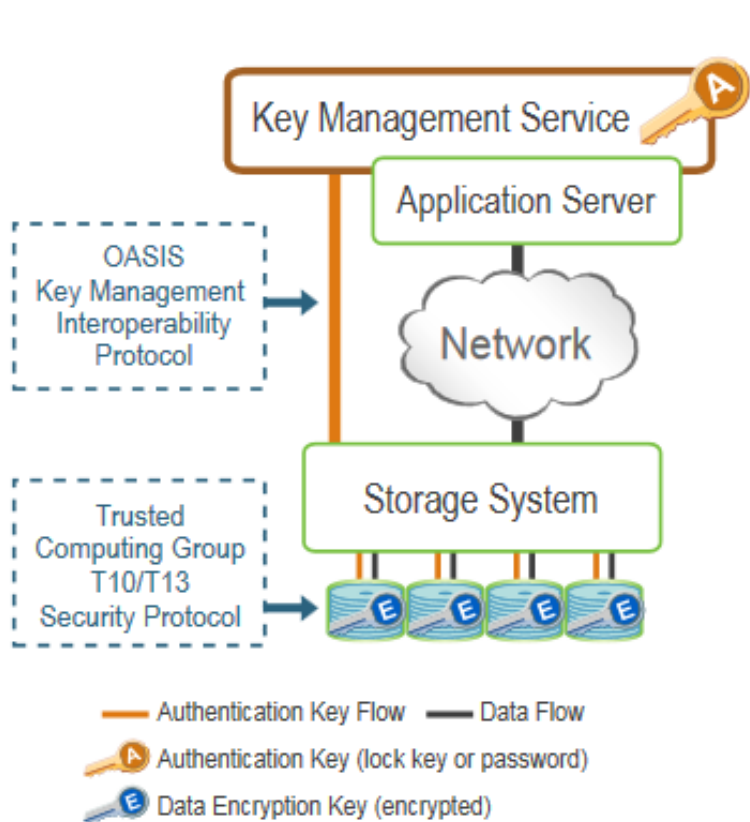 A
Key Management Service
Application Server
OASIS
Key Management
Interoperability
Protocol
Network
Storage System
Trusted
Computing Group
T10/T13
Security Protocol
E E E E
Authentication Key Flow Data Flow
A Authentication Key (lock key or password)
E Data Encryption Key (encrypted)